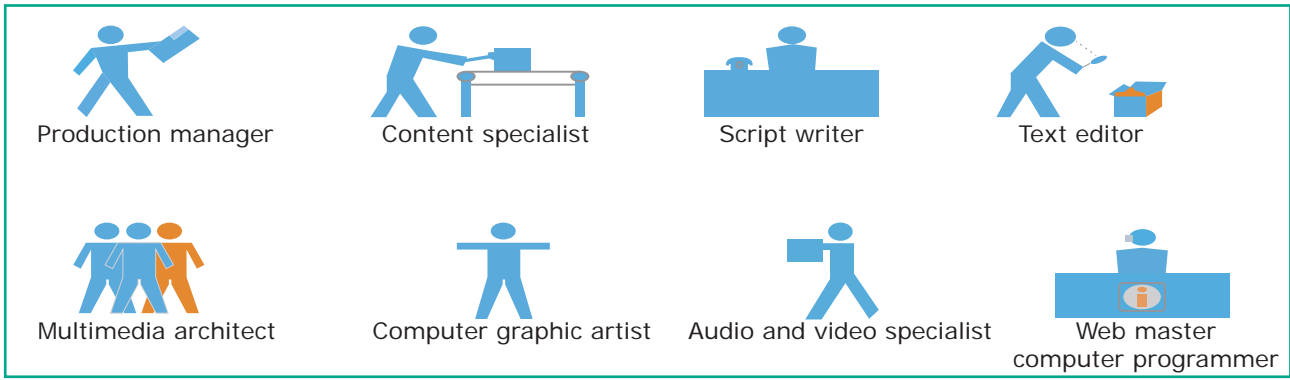 Production manager
Content specialist
Script writer
Text editor
Multimedia architect
Computer graphic artist
Audio and video specialist
Web master
computer programmer